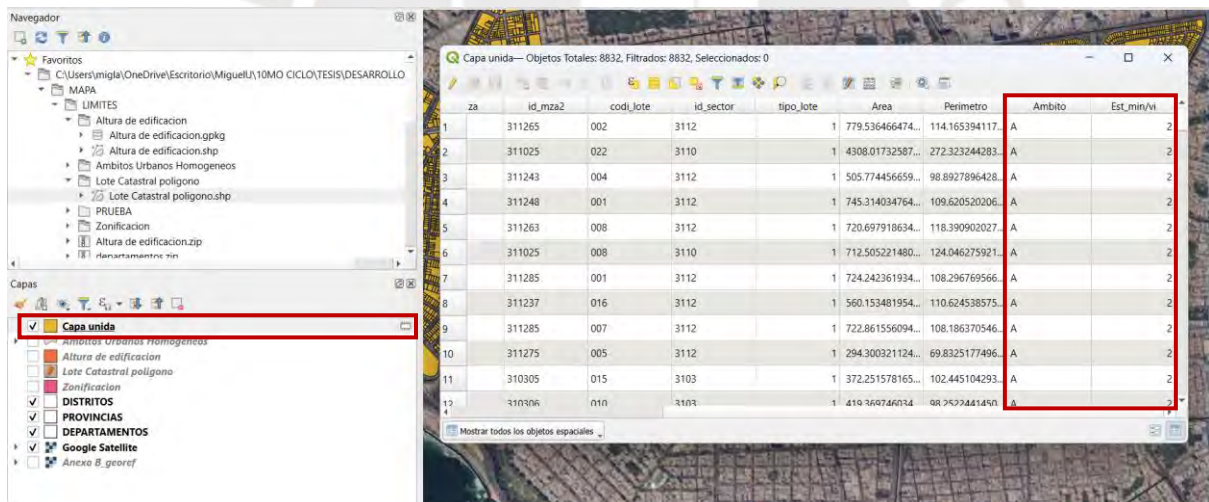 Navegador
Favoritos
C:\Users\migla\OneDrive\Escritorio\MiguelU\10MO CICLO\TESIS\DESARROLLO
MAPA
LIMITES
Altura de edificacion
Altura de edificacion.gpkg
Altura de edificacion.shp
Ambitos Urbanos Homogeneos
Lote Catastral poligono
Lote Catastral poligono.shp
PRUEBA
Zonificacion
Altura de edificacion.zip
departamentos zip
Capas
Capa unida
Ambitos Urbanos Homogeneos
Altura de edificacion
Lote Catastral poligono
Zonificacion
DISTRITOS
PROVINCIAS
DEPARTAMENTOS
Google Satellite
Anexo B_georef
Capa unida— Objetos Totales: 8832, Filtrados: 8832, Seleccionados: 0
za id_mza2 codi_lote id_sector tipo_lote Area Perimetro Ambito Est_min/vi
1 311265 002 3112 1 779.536466474... 114.165394117... A 2
2 311025 022 3110 1 4308.01732587... 272.323244283... A 2
3 311243 004 3112 1 505.774456659... 98.8927896428... A 2
4 311248 001 3112 1 745.314034764... 109.620520206... A 2
5 311263 008 3112 1 720.697918634... 118.390902027... A 2
6 311025 008 3110 1 712.505221480... 124.046275921... A 2
7 311285 001 3112 1 724.242361934... 108.296769566... A 2
8 311237 016 3112 1 560.153481954... 110.624538575... A 2
9 311285 007 3112 1 722.861556094... 108.186370546... A 2
10 311275 005 3112 1 294.300321124... 69.8325177496... A 2
11 310305 015 3103 1 372.251578165... 102.445104293... A 2
12 310306 010 3103 1 419.369746034 98.2522441450 A 2
Mostrar todos los objetos espaciales